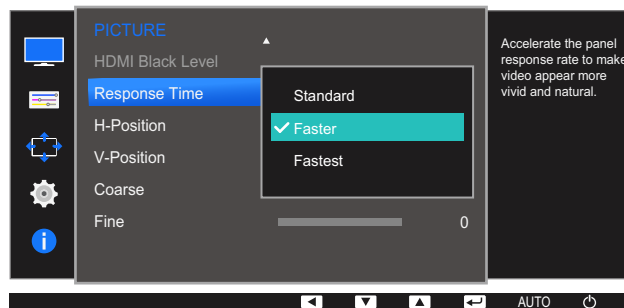 PICTURE
HDMI Black Level
Response Time
H-Position
V-Position
Coarse
Fine
Standard
Faster
Fastest
0
Accelerate the panel
response rate to make
video appear more
vivid and natural.
AUTO